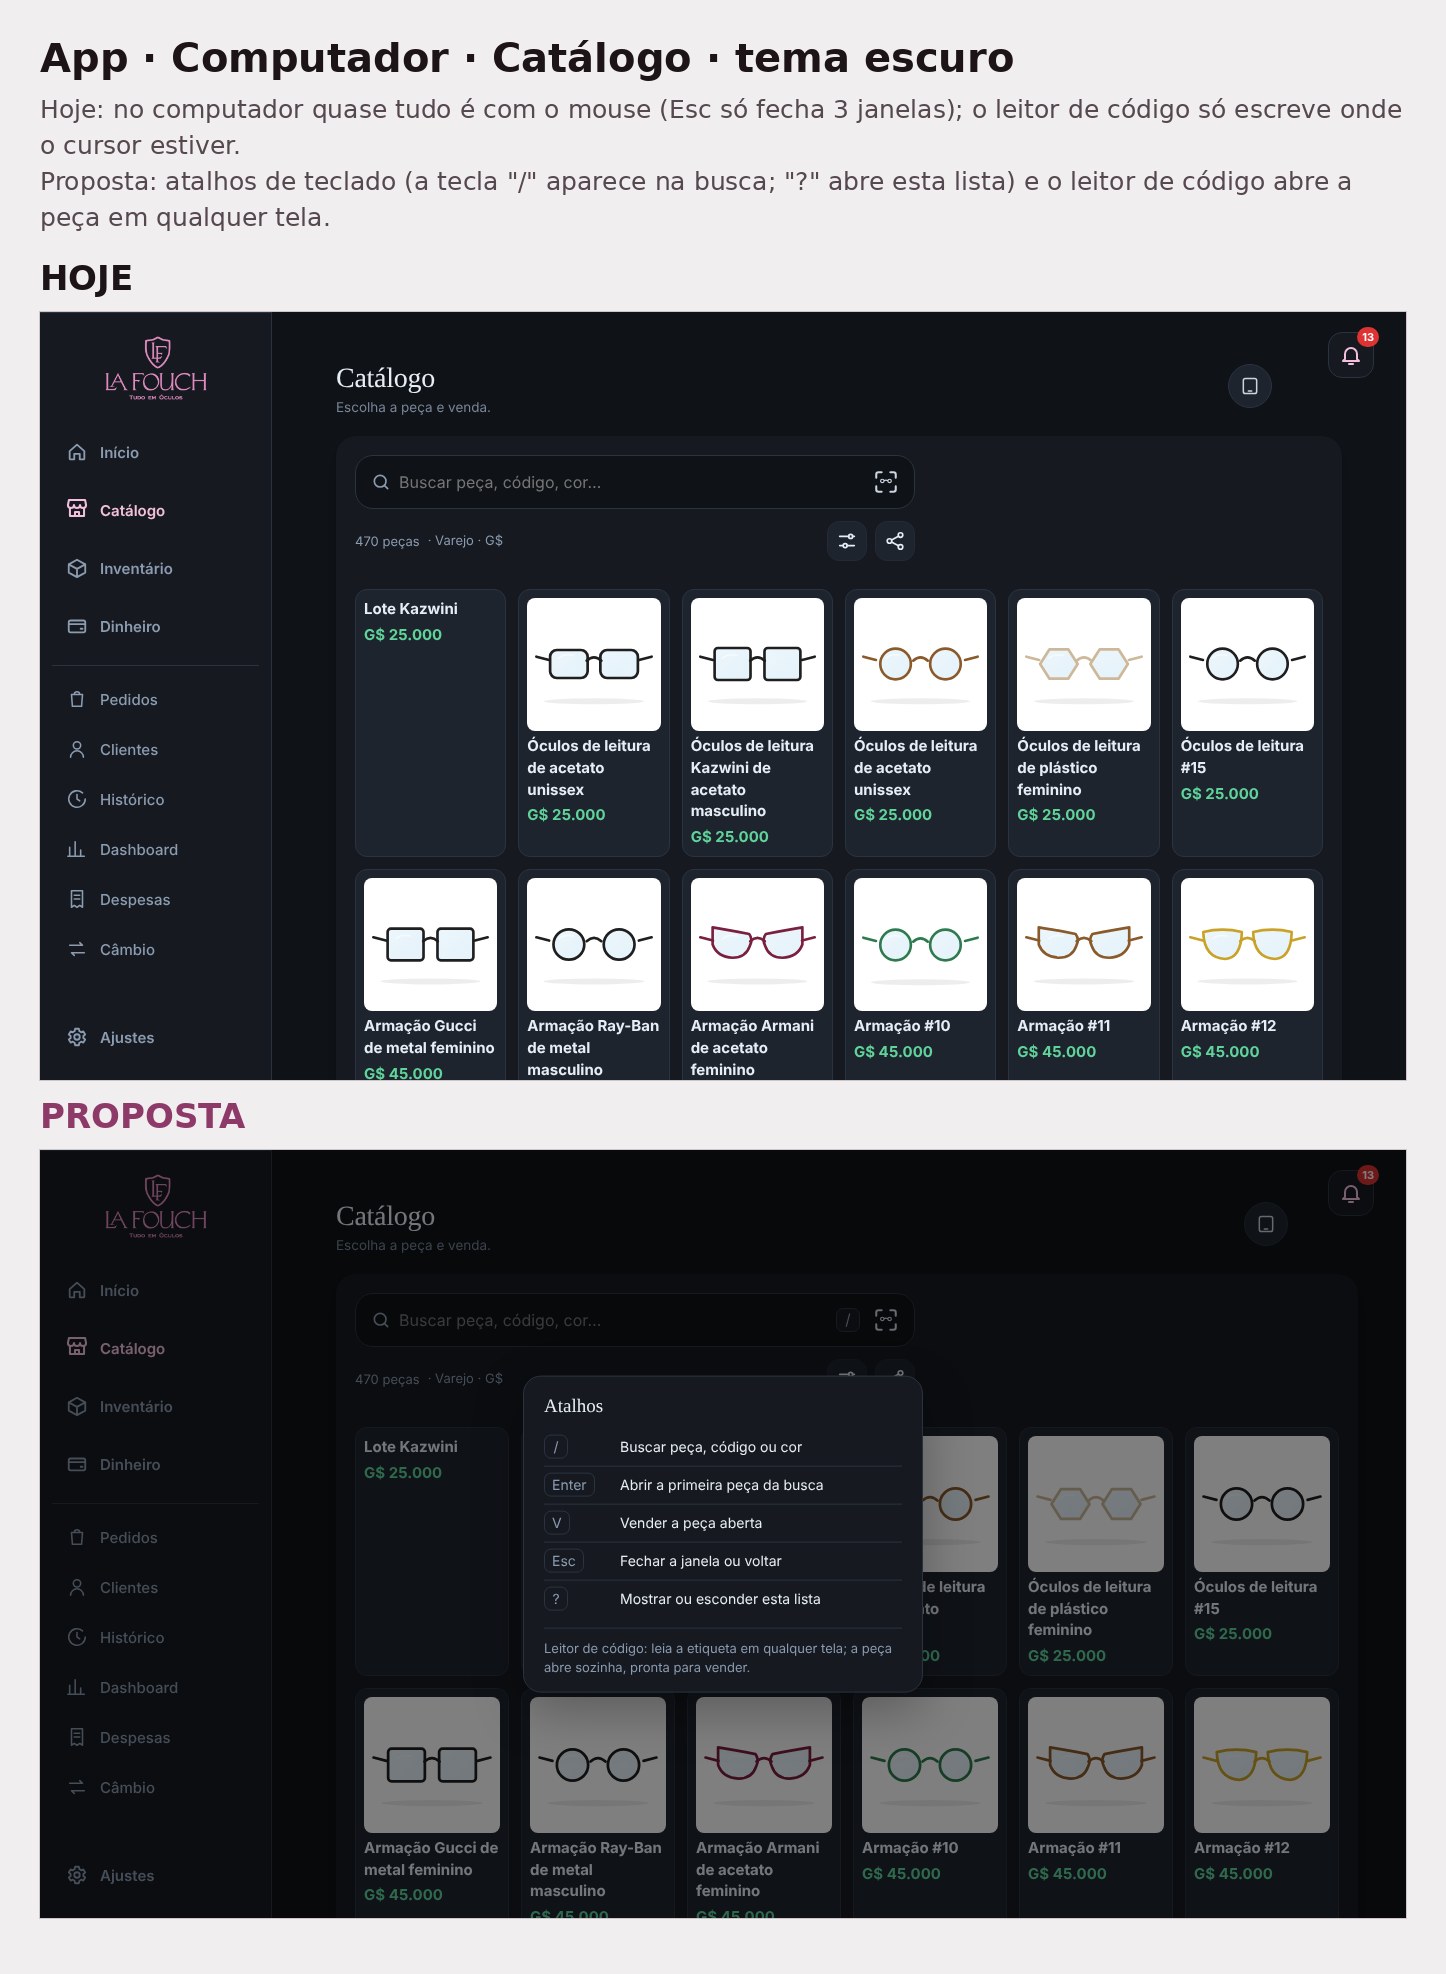 App · Computador · Catálogo · tema escuro
Hoje: no computador quase tudo é com o mouse (Esc só fecha 3 janelas); o leitor de código só escreve onde
o cursor estiver.
Proposta: atalhos de teclado (a tecla "/" aparece na busca; "?" abre esta lista) e o leitor de código abre a
peça em qualquer tela.
HOJE
LA FOUCH
TUDO EM ÓCULOS
Início
Catálogo
Inventário
Dinheiro
Pedidos
Clientes
Histórico
Dashboard
Despesas
Câmbio
Ajustes
13
Catálogo
Escolha a peça e venda.
Buscar peça, código, cor...
470 peças · Varejo · G$
Lote Kazwini
G$ 25.000
Óculos de leitura
de acetato
unissex
G$ 25.000
Óculos de leitura
Kazwini de
acetato
masculino
G$ 25.000
Óculos de leitura
de acetato
unissex
G$ 25.000
Óculos de leitura
de plástico
feminino
G$ 25.000
Óculos de leitura
#15
G$ 25.000
Armação Gucci
de metal feminino
G$ 45.000
Armação Ray-Ban
de metal
masculino
Armação Armani
de acetato
feminino
Armação #10
G$ 45.000
Armação #11
G$ 45.000
Armação #12
G$ 45.000
PROPOSTA
LA FOUCH
TUDO EM ÓCULOS
Início
Catálogo
Inventário
Dinheiro
Pedidos
Clientes
Histórico
Dashboard
Despesas
Câmbio
Ajustes
13
Catálogo
Escolha a peça e venda.
Buscar peça, código, cor... /
470 peças · Varejo · G$
Atalhos
/ Buscar peça, código ou cor
Enter Abrir a primeira peça da busca
V Vender a peça aberta
Esc Fechar a janela ou voltar
? Mostrar ou esconder esta lista
Leitor de código: leia a etiqueta em qualquer tela; a peça
abre sozinha, pronta para vender.
Lote Kazwini
G$ 25.000
leitura
Óculos de leitura
de plástico
feminino
G$ 25.000
Óculos de leitura
#15
G$ 25.000
Armação Gucci de
metal feminino
G$ 45.000
Armação Ray-Ban
de metal
masculino
G$ 45.000
Armação Armani
de acetato
feminino
G$ 45.000
Armação #10
G$ 45.000
Armação #11
G$ 45.000
Armação #12
G$ 45.000